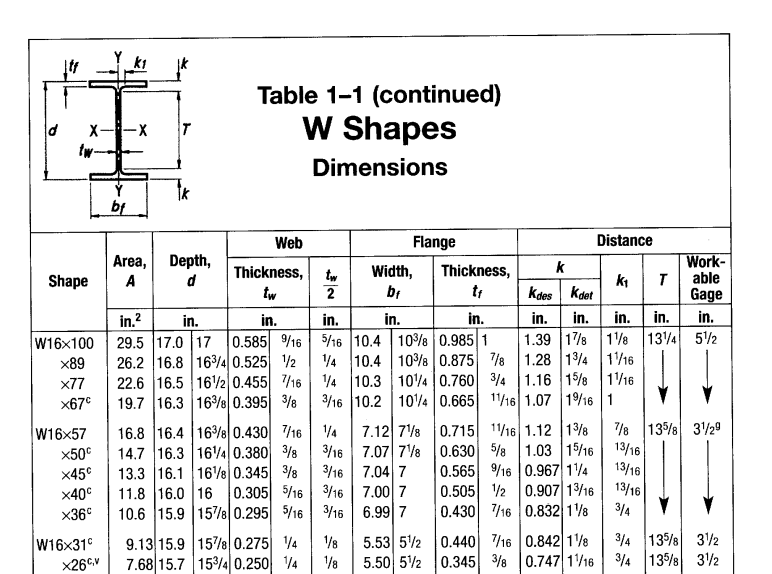 tf Y k1 k
d X X T
tw
Y k
bf
Table 1–1 (continued)
W Shapes
Dimensions
Shape Area, A Depth, d Web Flange Distance
Thickness, tw tw/2 Width, bf Thickness, tf k k1 T Work-able Gage
kdes kdet
in.² in. in. in. in. in. in. in. in. in. in.
W16×100 29.5 17.0 17 0.585 9/16 5/16 10.4 10 3/8 0.985 1 1.39 1 7/8 1 1/8 13 1/4 5 1/2
×89 26.2 16.8 16 3/4 0.525 1/2 1/4 10.4 10 3/8 0.875 7/8 1.28 1 3/4 1 1/16
×77 22.6 16.5 16 1/2 0.455 7/16 1/4 10.3 10 1/4 0.760 3/4 1.16 1 5/8 1 1/16
×67c 19.7 16.3 16 3/8 0.395 3/8 3/16 10.2 10 1/4 0.665 11/16 1.07 1 9/16 1
W16×57 16.8 16.4 16 3/8 0.430 7/16 1/4 7.12 7 1/8 0.715 11/16 1.12 1 3/8 7/8 13 5/8 3 1/2g
×50c 14.7 16.3 16 1/4 0.380 3/8 3/16 7.07 7 1/8 0.630 5/8 1.03 1 5/16 13/16
×45c 13.3 16.1 16 1/8 0.345 3/8 3/16 7.04 7 0.565 9/16 0.967 1 1/4 13/16
×40c 11.8 16.0 16 0.305 5/16 3/16 7.00 7 0.505 1/2 0.907 1 3/16 13/16
×36c 10.6 15.9 15 7/8 0.295 5/16 3/16 6.99 7 0.430 7/16 0.832 1 1/8 3/4
W16×31c 9.13 15.9 15 7/8 0.275 1/4 1/8 5.53 5 1/2 0.440 7/16 0.842 1 1/8 3/4 13 5/8 3 1/2
×26c,v 7.68 15.7 15 3/4 0.250 1/4 1/8 5.50 5 1/2 0.345 3/8 0.747 1 1/16 3/4 13 5/8 3 1/2